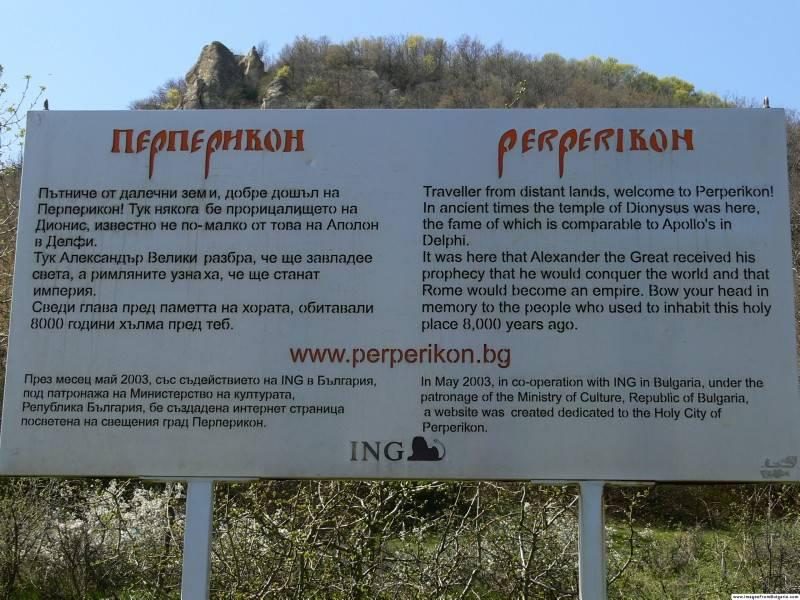 ПЕРПЕРИКОН
Пътниче от далечни земи, добре дошъл на
Перперикон! Тук някога бе прорицалището на
Дионис, известно не по-малко от това на Аполон
в Делфи.
Тук Александър Велики разбра, че ще завладее
света, а римляните узнаха, че ще станат
империя.
Сведи глава пред паметта на хората, обитавали
8000 години хълма пред теб.
PERPERIKON
Traveller from distant lands, welcome to Perperikon!
In ancient times the temple of Dionysus was here,
the fame of which is comparable to Apollo's in
Delphi.
It was here that Alexander the Great received his
prophecy that he would conquer the world and that
Rome would become an empire. Bow your head in
memory to the people who used to inhabit this holy
place 8,000 years ago.
www.perperikon.bg
През месец май 2003, със съдействието на ING в България,
под патронажа на Министерство на културата,
Република България, бе създадена интернет страница
посветена на свещения град Перперикон.
In May 2003, in co-operation with ING in Bulgaria, under the
patronage of the Ministry of Culture, Republic of Bulgaria,
a website was created dedicated to the Holy City of
Perperikon.
ING
www.imagesfrombulgaria.com